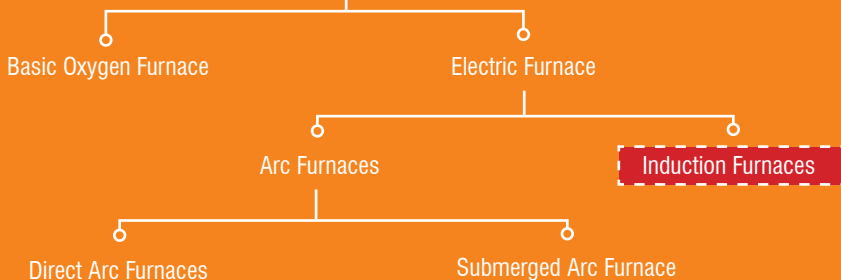 Basic Oxygen Furnace
Electric Furnace
Arc Furnaces
Induction Furnaces
Direct Arc Furnaces
Submerged Arc Furnace